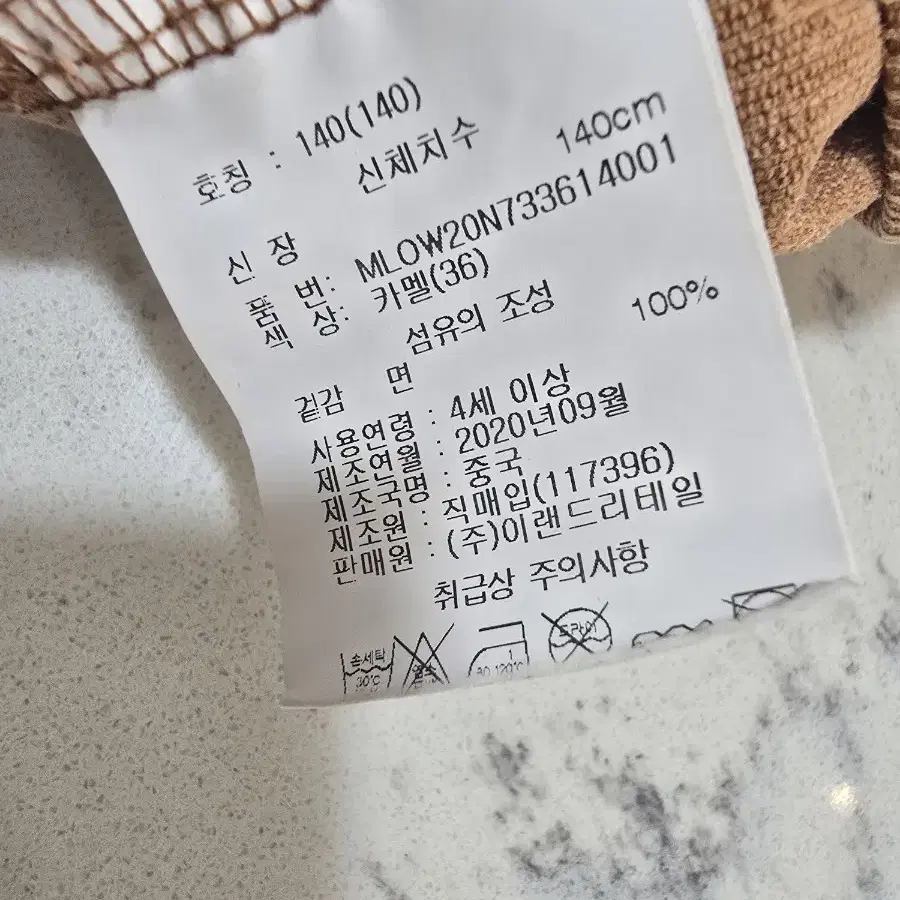 호칭 : 140(140)
신체치수
신 장 140cm
품 번: MLOW20N733614001
색 상: 카멜(36)
섬유의 조성
겉감 면 100%
사용연령 : 4세 이상
제조연월 : 2020년09월
제조국명 : 중국
제조원 : 직매입(117396)
판매원 : (주)이랜드리테일
취급상 주의사항
손세탁 드라이
30℃